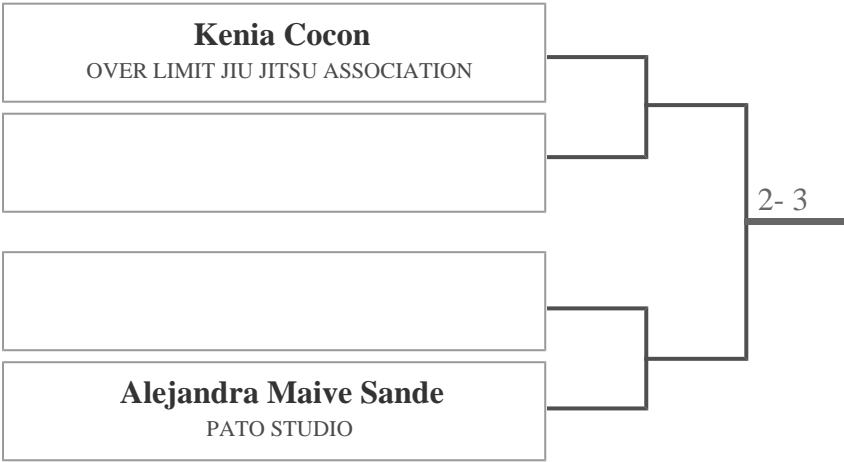 Kenia Cocon
OVER LIMIT JIU JITSU ASSOCIATION
2- 3
Alejandra Maive Sande
PATO STUDIO